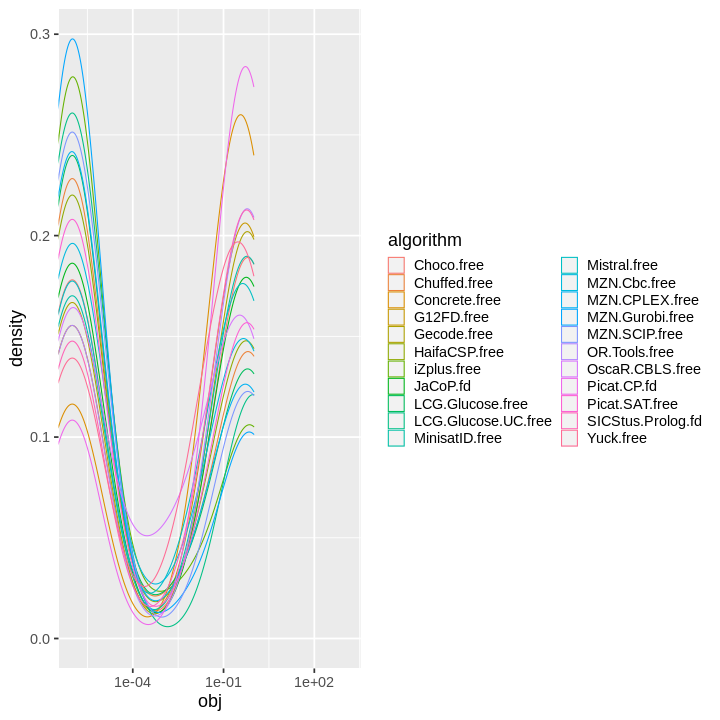 0.3
0.2
0.1
0.0
density
1e-04 1e-01 1e+02
obj
algorithm
Choco.free
Chuffed.free
Concrete.free
G12FD.free
Gecode.free
HaifaCSP.free
iZplus.free
JaCoP.fd
LCG.Glucose.free
LCG.Glucose.UC.free
MinisatID.free
Mistral.free
MZN.Cbc.free
MZN.CPLEX.free
MZN.Gurobi.free
MZN.SCIP.free
OR.Tools.free
OscaR.CBLS.free
Picat.CP.fd
Picat.SAT.free
SICStus.Prolog.fd
Yuck.free